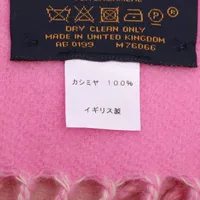 DRY CLEAN ONLY
MADE IN UNITED KINGDOM
AB 0199 M76066
カシミヤ 100%
イギリス製